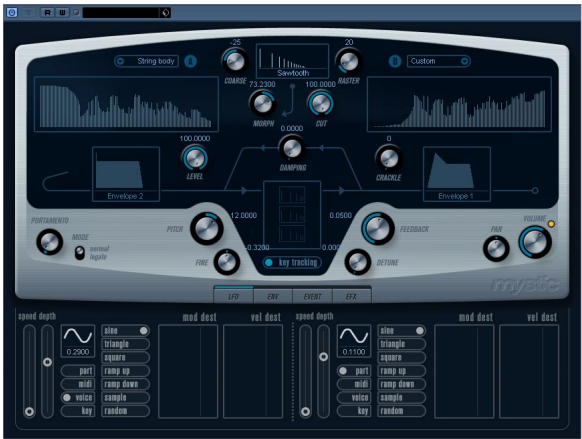 R W
-25
20
String body A
B Custom
COARSE
Sawtooth
RASTER
73.2300
100.0000
MORPH
CUT
0.0000
100.0000
0
DAMPING
LEVEL
CRACKLE
Envelope 2
Envelope 1
PORTAMENTO
MODE
normal
legato
PITCH
12.0000
0.0500
FEEDBACK
VOLUME
PAN
FINE
-0.3200
0.000
DETUNE
key tracking
mystic
LFO ENV EVENT EFX
speed depth
mod dest
vel dest
speed depth
mod dest
vel dest
sine
triangle
square
0.2900
part
midi
voice
key
ramp up
ramp down
sample
random
sine
triangle
square
0.1100
part
midi
voice
key
ramp up
ramp down
sample
random